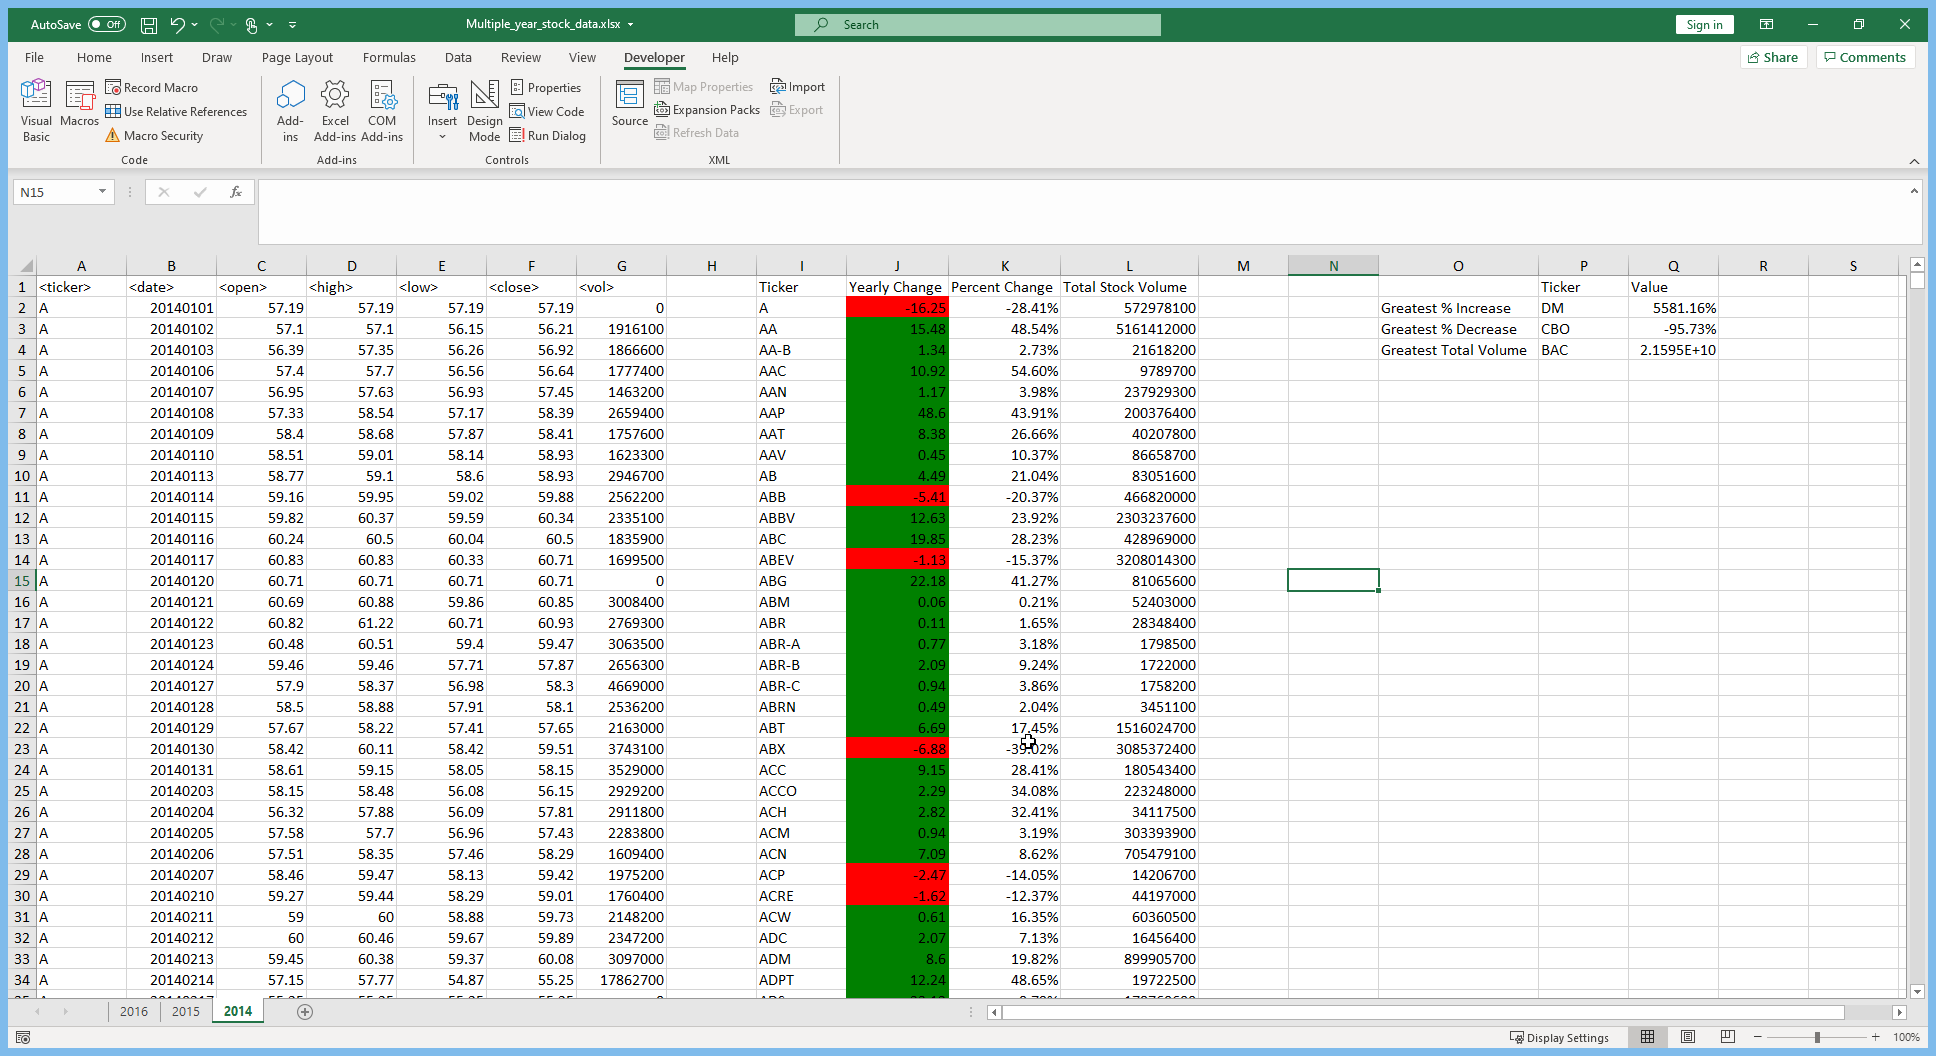 AutoSave Off Multiple_year_stock_data.xlsx Search Sign in
File Home Insert Draw Page Layout Formulas Data Review View Developer Help Share Comments
Visual Basic Macros Record Macro Use Relative References Macro Security Code
Add-ins Excel Add-ins COM Add-ins Add-ins
Insert Design Mode Properties View Code Run Dialog Controls
Source Map Properties Expansion Packs Refresh Data Import Export XML
N15 fx
A B C D E F G H I J K L M N O P Q R S
1 <ticker> <date> <open> <high> <low> <close> <vol> Ticker Yearly Change Percent Change Total Stock Volume Ticker Value
2 A 20140101 57.19 57.19 57.19 57.19 0 A -16.25 -28.41% 572978100 Greatest % Increase DM 5581.16%
3 A 20140102 57.1 57.1 56.15 56.21 1916100 AA 15.48 48.54% 5161412000 Greatest % Decrease CBO -95.73%
4 A 20140103 56.39 57.35 56.26 56.92 1866600 AA-B 1.34 2.73% 21618200 Greatest Total Volume BAC 2.1595E+10
5 A 20140106 57.4 57.7 56.56 56.64 1777400 AAC 10.92 54.60% 9789700
6 A 20140107 56.95 57.63 56.93 57.45 1463200 AAN 1.17 3.98% 237929300
7 A 20140108 57.33 58.54 57.17 58.39 2659400 AAP 48.6 43.91% 200376400
8 A 20140109 58.4 58.68 57.87 58.41 1757600 AAT 8.38 26.66% 40207800
9 A 20140110 58.51 59.01 58.14 58.93 1623300 AAV 0.45 10.37% 86658700
10 A 20140113 58.77 59.1 58.6 58.93 2946700 AB 4.49 21.04% 83051600
11 A 20140114 59.16 59.95 59.02 59.88 2562200 ABB -5.41 -20.37% 466820000
12 A 20140115 59.82 60.37 59.59 60.34 2335100 ABBV 12.63 23.92% 2303237600
13 A 20140116 60.24 60.5 60.04 60.5 1835900 ABC 19.85 28.23% 428969000
14 A 20140117 60.83 60.83 60.33 60.71 1699500 ABEV -1.13 -15.37% 3208014300
15 A 20140120 60.71 60.71 60.71 60.71 0 ABG 22.18 41.27% 81065600
16 A 20140121 60.69 60.88 59.86 60.85 3008400 ABM 0.06 0.21% 52403000
17 A 20140122 60.82 61.22 60.71 60.93 2769300 ABR 0.11 1.65% 28348400
18 A 20140123 60.48 60.51 59.4 59.47 3063500 ABR-A 0.77 3.18% 1798500
19 A 20140124 59.46 59.46 57.71 57.87 2656300 ABR-B 2.09 9.24% 1722000
20 A 20140127 57.9 58.37 56.98 58.3 4669000 ABR-C 0.94 3.86% 1758200
21 A 20140128 58.5 58.88 57.91 58.1 2536200 ABRN 0.49 2.04% 3451100
22 A 20140129 57.67 58.22 57.41 57.65 2163000 ABT 6.69 17.45% 1516024700
23 A 20140130 58.42 60.11 58.42 59.51 3743100 ABX -6.88 -39.02% 3085372400
24 A 20140131 58.61 59.15 58.05 58.15 3529000 ACC 9.15 28.41% 180543400
25 A 20140203 58.15 58.48 56.08 56.15 2929200 ACCO 2.29 34.08% 223248000
26 A 20140204 56.32 57.88 56.09 57.81 2911800 ACH 2.82 32.41% 34117500
27 A 20140205 57.58 57.7 56.96 57.43 2283800 ACM 0.94 3.19% 303393900
28 A 20140206 57.51 58.35 57.46 58.29 1609400 ACN 7.09 8.62% 705479100
29 A 20140207 58.46 59.47 58.13 59.42 1975200 ACP -2.47 -14.05% 14206700
30 A 20140210 59.27 59.44 58.29 59.01 1760400 ACRE -1.62 -12.37% 44197000
31 A 20140211 59 60 58.88 59.73 2148200 ACW 0.61 16.35% 60360500
32 A 20140212 60 60.46 59.67 59.89 2347200 ADC 2.07 7.13% 16456400
33 A 20140213 59.45 60.38 59.37 60.08 3097000 ADM 8.6 19.82% 899905700
34 A 20140214 57.15 57.77 54.87 55.25 17862700 ADPT 12.24 48.65% 19722500
2016 2015 2014
Display Settings 100%